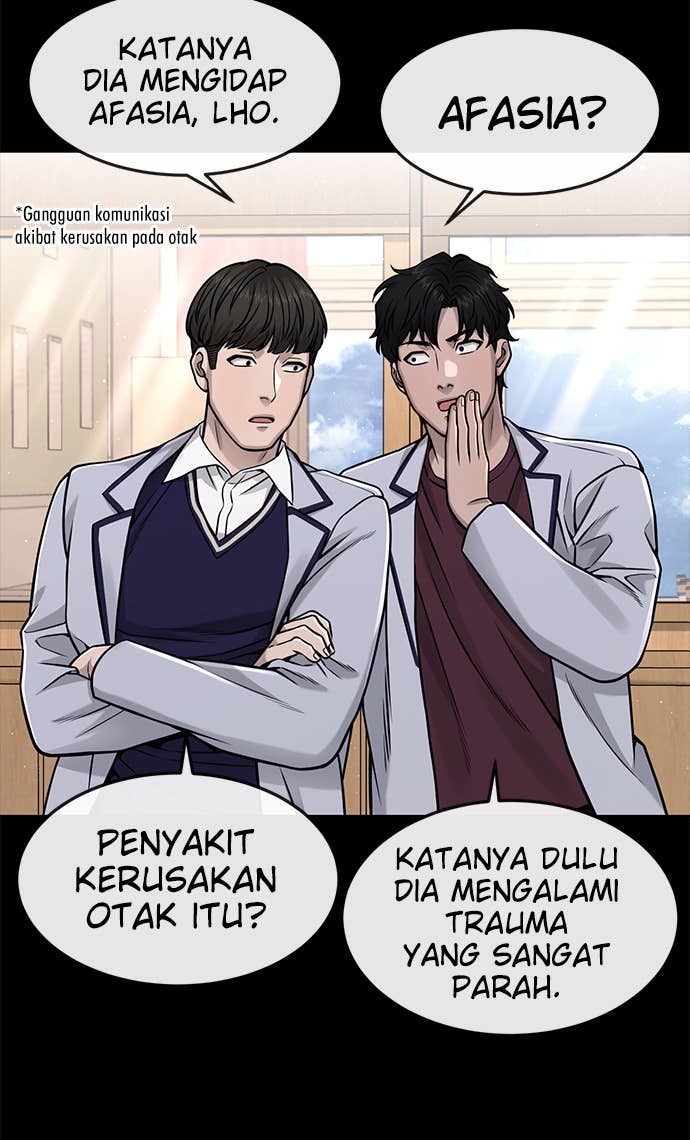 KATANYA
DIA MENGIDAP
AFASIA, LHO.
AFASIA?
*Gangguan komunikasi
akibat kerusakan pada otak
PENYAKIT
KERUSAKAN
OTAK ITU?
KATANYA DULU
DIA MENGALAMI
TRAUMA
YANG SANGAT
PARAH.